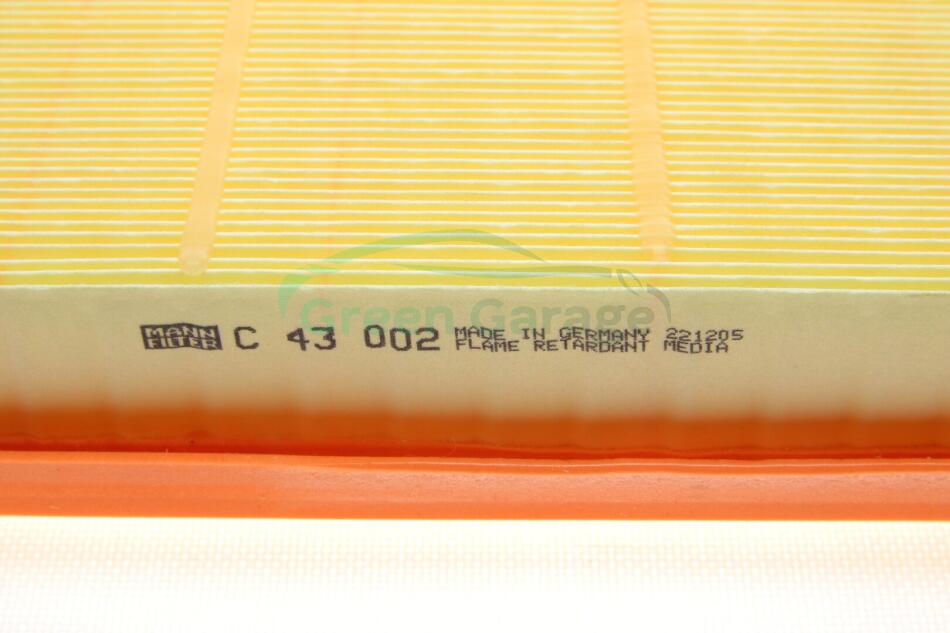 Green Garage
MANN FILTER C 43 002 MADE IN GERMANY 221205
FLAME RETARDANT MEDIA